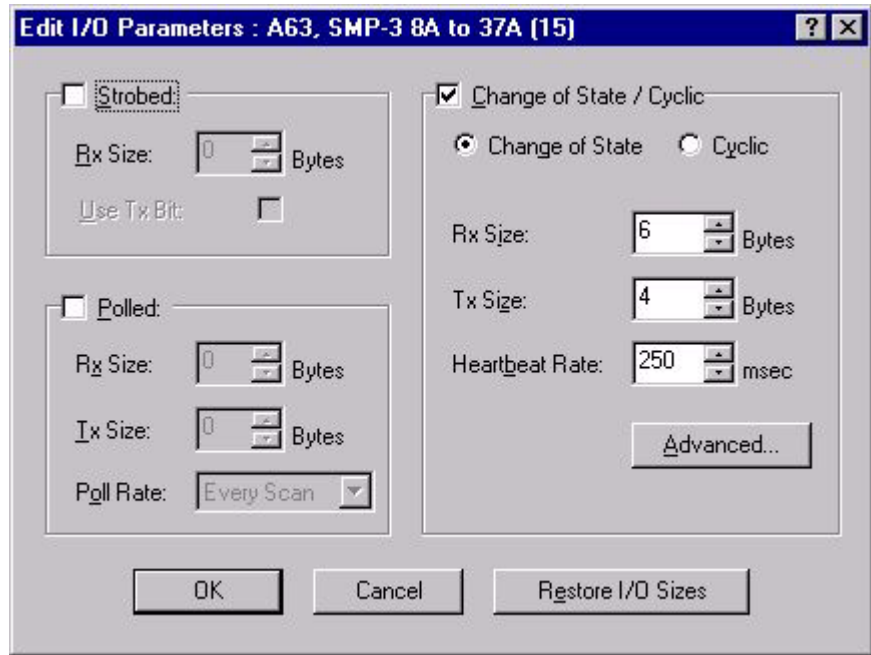 Edit I/O Parameters : A63, SMP-3 8A to 37A (15)
Strobed:
Rx Size: 0 Bytes
Use Tx Bit:
Polled:
Rx Size: 0 Bytes
Tx Size: 0 Bytes
Poll Rate: Every Scan
Change of State / Cyclic
Change of State Cyclic
Rx Size: 6 Bytes
Tx Size: 4 Bytes
Heartbeat Rate: 250 msec
Advanced...
OK Cancel Restore I/O Sizes